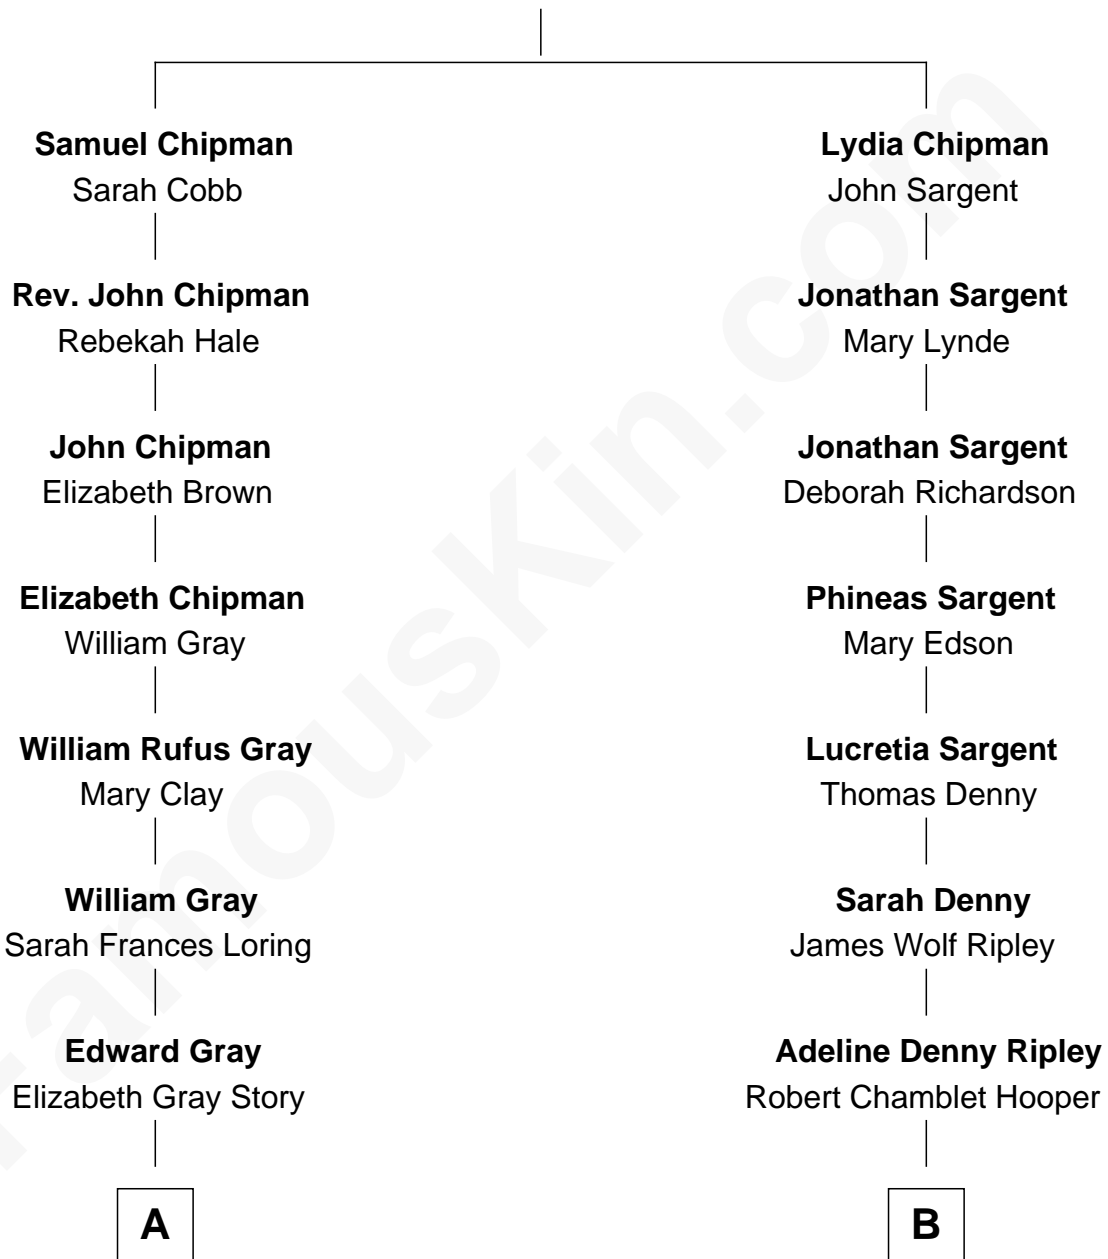 Samuel Chipman
Sarah Cobb
Rev. John Chipman
Rebekah Hale
John Chipman
Elizabeth Brown
Elizabeth Chipman
William Gray
William Rufus Gray
Mary Clay
William Gray
Sarah Frances Loring
Edward Gray
Elizabeth Gray Story
A
Lydia Chipman
John Sargent
Jonathan Sargent
Mary Lynde
Jonathan Sargent
Deborah Richardson
Phineas Sargent
Mary Edson
Lucretia Sargent
Thomas Denny
Sarah Denny
James Wolf Ripley
Adeline Denny Ripley
Robert Chamblet Hooper
B
FamousKin.com